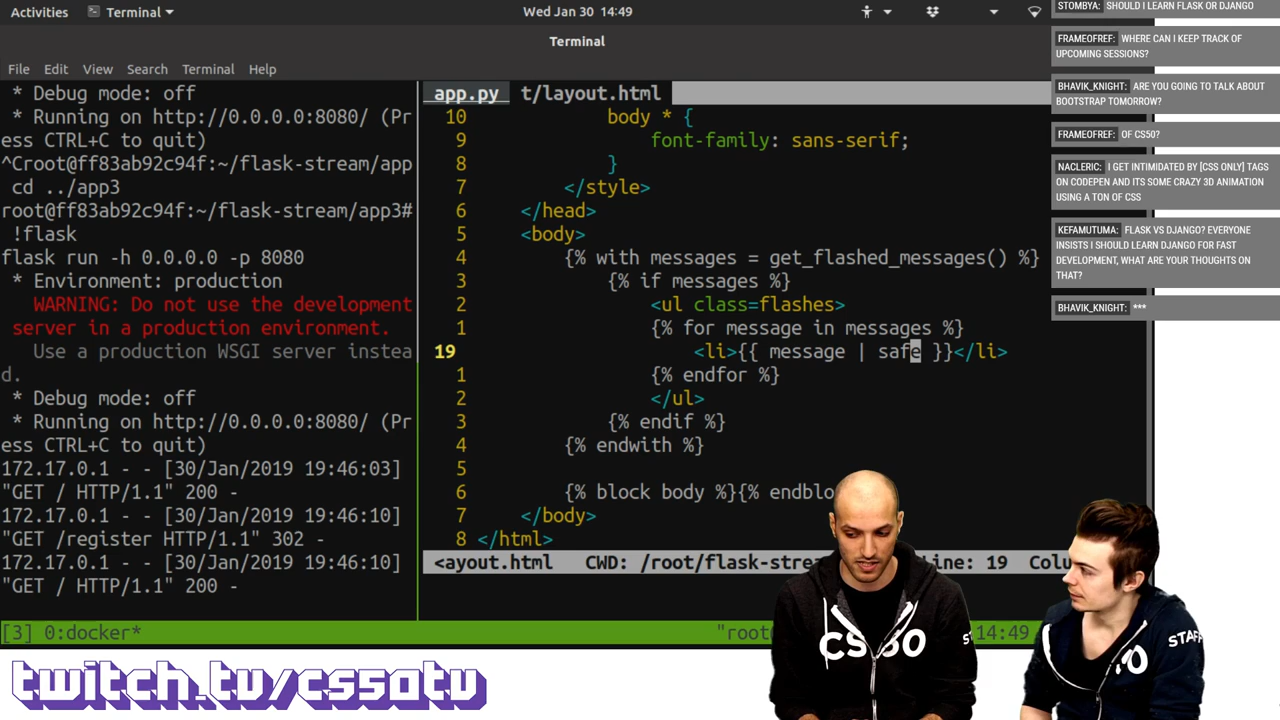 Activities
Terminal
Wed Jan 30 14:49
Terminal
File Edit View Search Terminal Help
* Debug mode: off
* Running on http://0.0.0.0:8080/ (Pr
ess CTRL+C to quit)
^Croot@ff83ab92c94f:~/flask-stream/app
cd ../app3
root@ff83ab92c94f:~/flask-stream/app3#
!flask
flask run -h 0.0.0.0 -p 8080
* Environment: production
WARNING: Do not use the development
server in a production environment.
Use a production WSGI server instea
d.
* Debug mode: off
* Running on http://0.0.0.0:8080/ (Pr
ess CTRL+C to quit)
172.17.0.1 - - [30/Jan/2019 19:46:03]
"GET / HTTP/1.1" 200 -
172.17.0.1 - - [30/Jan/2019 19:46:10]
"GET /register HTTP/1.1" 302 -
172.17.0.1 - - [30/Jan/2019 19:46:10]
"GET / HTTP/1.1" 200 -
app.py t/layout.html
10 body * {
9 font-family: sans-serif;
8 }
7 </style>
6 </head>
5 <body>
4 {% with messages = get_flashed_messages() %}
3 {% if messages %}
2 <ul class=flashes>
1 {% for message in messages %}
19 <li>{{ message | safe }}</li>
1 {% endfor %}
2 </ul>
3 {% endif %}
4 {% endwith %}
5
6 {% block body %}{% endblo
7 </body>
8 </html>
<ayout.html CWD: /root/flask-stre Line: 19 Colu
[3] 0:docker* "root 14:49
STOMBYA: SHOULD I LEARN FLASK OR DJANGO
FRAMEOFREF: WHERE CAN I KEEP TRACK OF
UPCOMING SESSIONS?
BHAVIK_KNIGHT: ARE YOU GOING TO TALK ABOUT
BOOTSTRAP TOMORROW?
FRAMEOFREF: OF CS50?
NACLERIC: I GET INTIMIDATED BY [CSS ONLY] TAGS
ON CODEPEN AND ITS SOME CRAZY 3D ANIMATION
USING A TON OF CSS
KEFAMUTUMA: FLASK VS DJANGO? EVERYONE
INSISTS I SHOULD LEARN DJANGO FOR FAST
DEVELOPMENT, WHAT ARE YOUR THOUGHTS ON
THAT?
BHAVIK_KNIGHT: ***
CS50
STAFF
twitch.tv/cs50tv